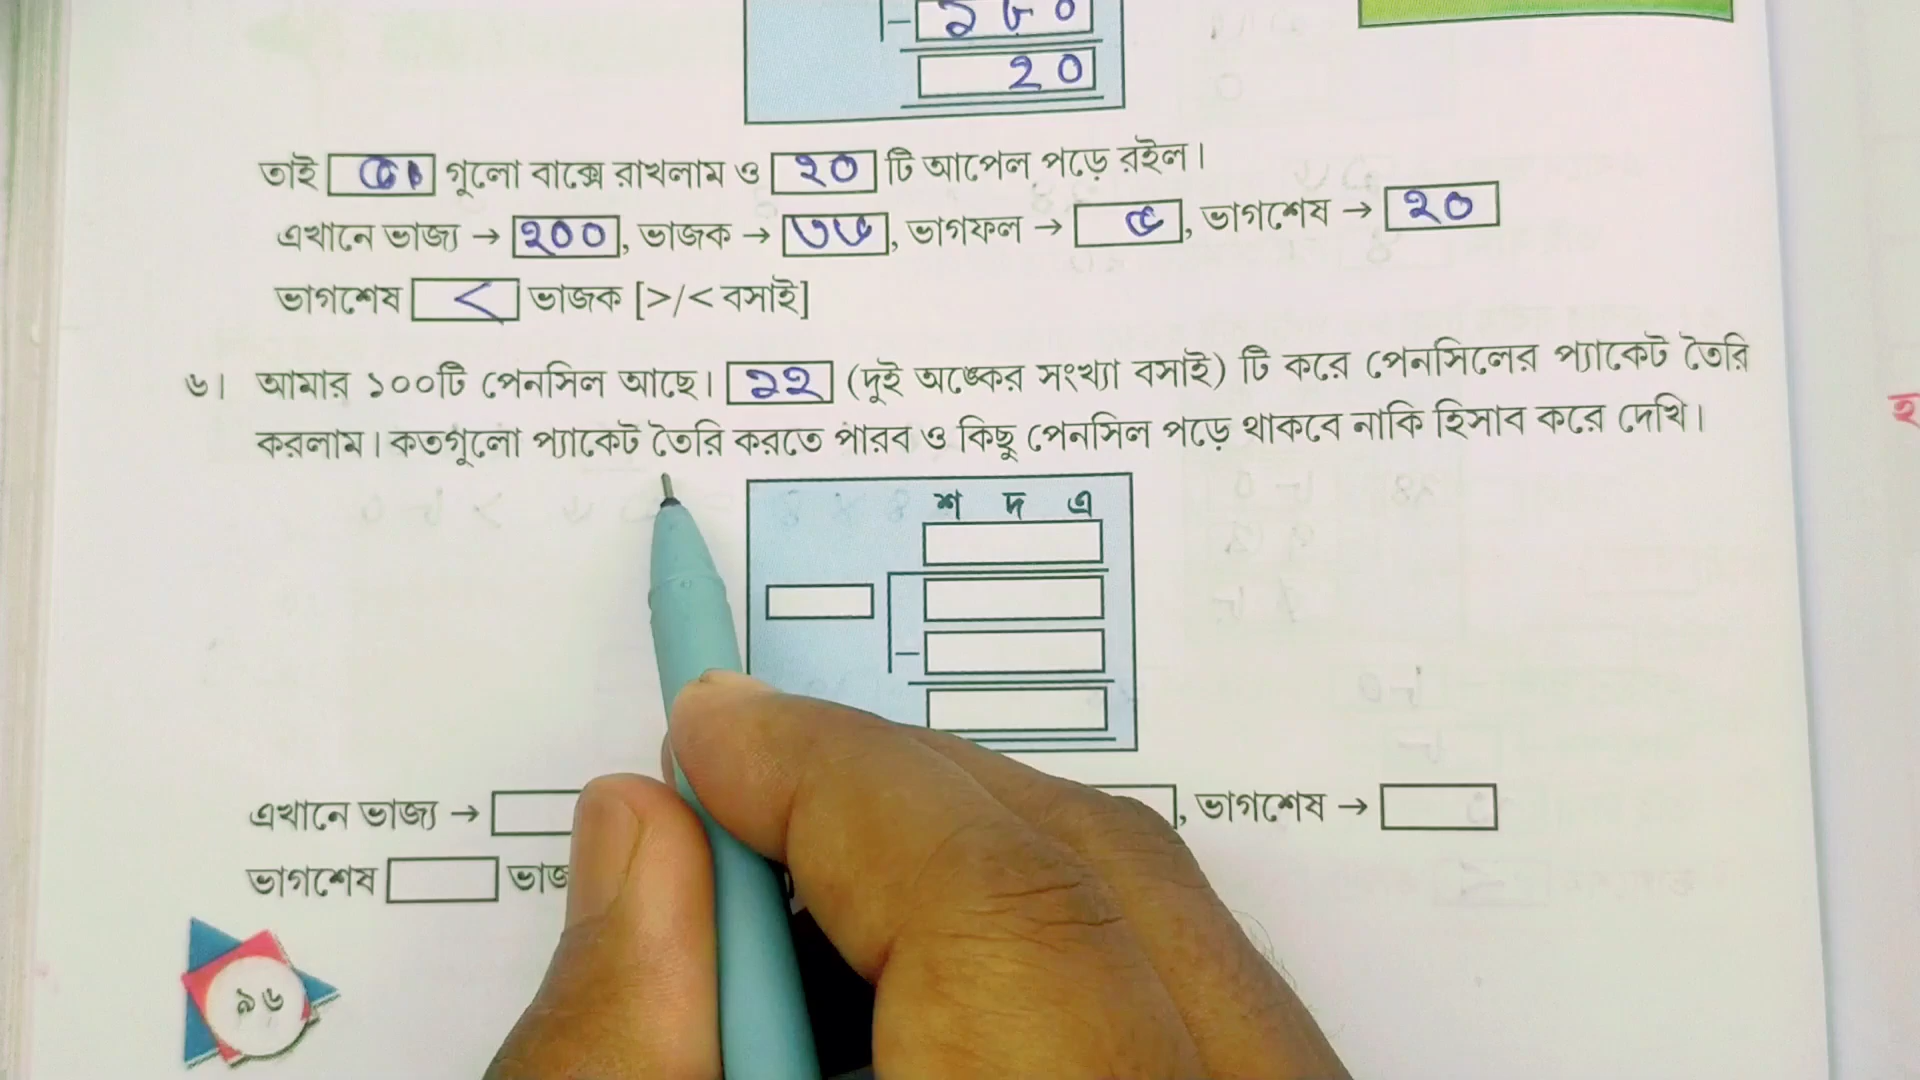 – ১৮০
২০
তাই ৫ গুলো বাক্সে রাখলাম ও ২০ টি আপেল পড়ে রইল।
এখানে ভাজ্য → ২০০, ভাজক → ৩৬, ভাগফল → ৫, ভাগশেষ → ২০
ভাগশেষ < ভাজক [>/< বসাই]
৬। আমার ১০০টি পেনসিল আছে। ১২ (দুই অঙ্কের সংখ্যা বসাই) টি করে পেনসিলের প্যাকেট তৈরি
করলাম। কতগুলো প্যাকেট তৈরি করতে পারব ও কিছু পেনসিল পড়ে থাকবে নাকি হিসাব করে দেখি।
শ দ এ
–
এখানে ভাজ্য → , ভাগশেষ →
ভাগশেষ ভাজ
৯৬